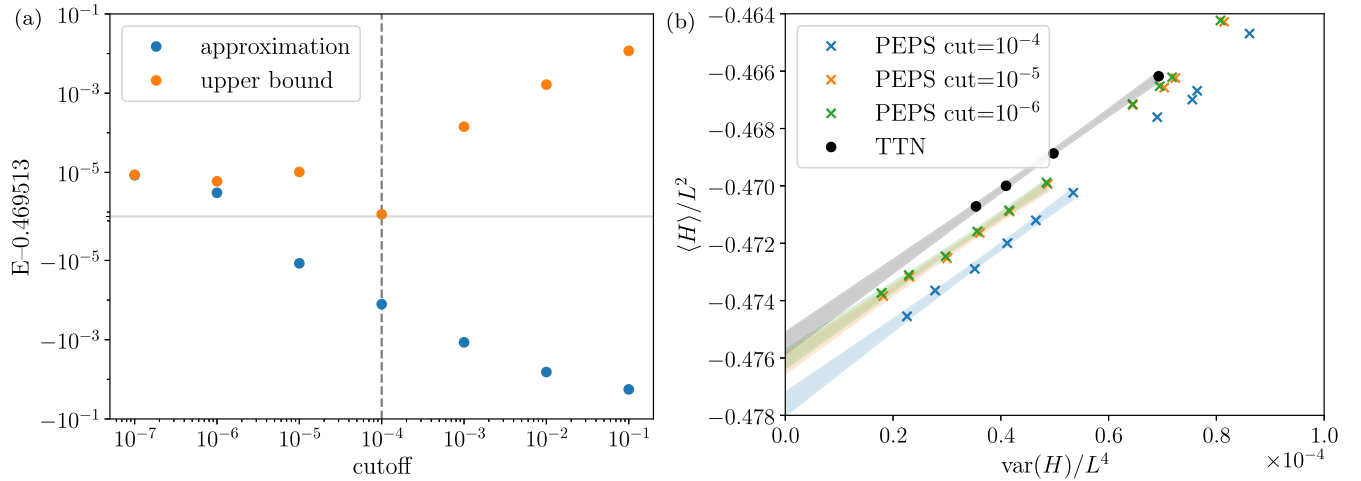 (a)
approximation
upper bound
10⁻¹
10⁻³
10⁻⁵
−10⁻⁵
−10⁻³
−10⁻¹
E–0.469513
10⁻⁷ 10⁻⁶ 10⁻⁵ 10⁻⁴ 10⁻³ 10⁻² 10⁻¹
cutoff
(b)
PEPS cut=10⁻⁴
PEPS cut=10⁻⁵
PEPS cut=10⁻⁶
TTN
−0.464
−0.466
−0.468
−0.470
−0.472
−0.474
−0.476
−0.478
⟨H⟩/L²
0.0 0.2 0.4 0.6 0.8 1.0
×10⁻⁴
var(H)/L⁴